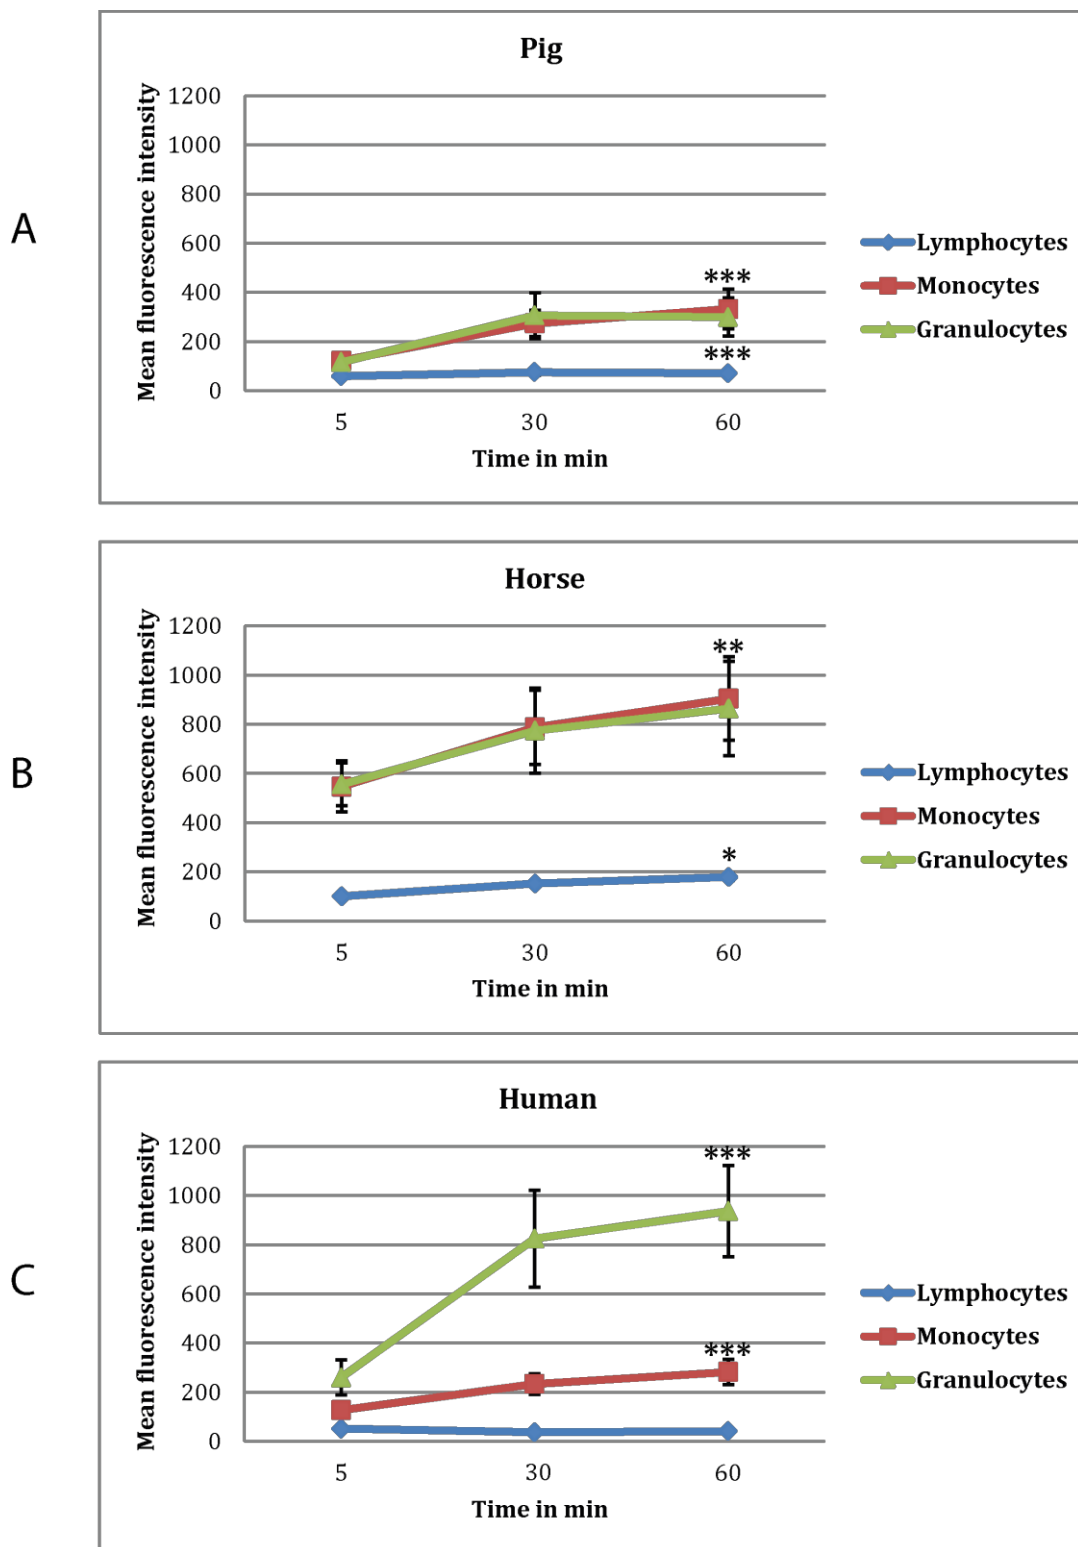 A
Pig
Mean fluorescence intensity
1200
1000
800
600
400
200
0
***
***
5 30 60
Time in min
Lymphocytes
Monocytes
Granulocytes
B
Horse
Mean fluorescence intensity
1200
1000
800
600
400
200
0
**
*
5 30 60
Time in min
Lymphocytes
Monocytes
Granulocytes
C
Human
Mean fluorescence intensity
1200
1000
800
600
400
200
0
***
***
5 30 60
Time in min
Lymphocytes
Monocytes
Granulocytes